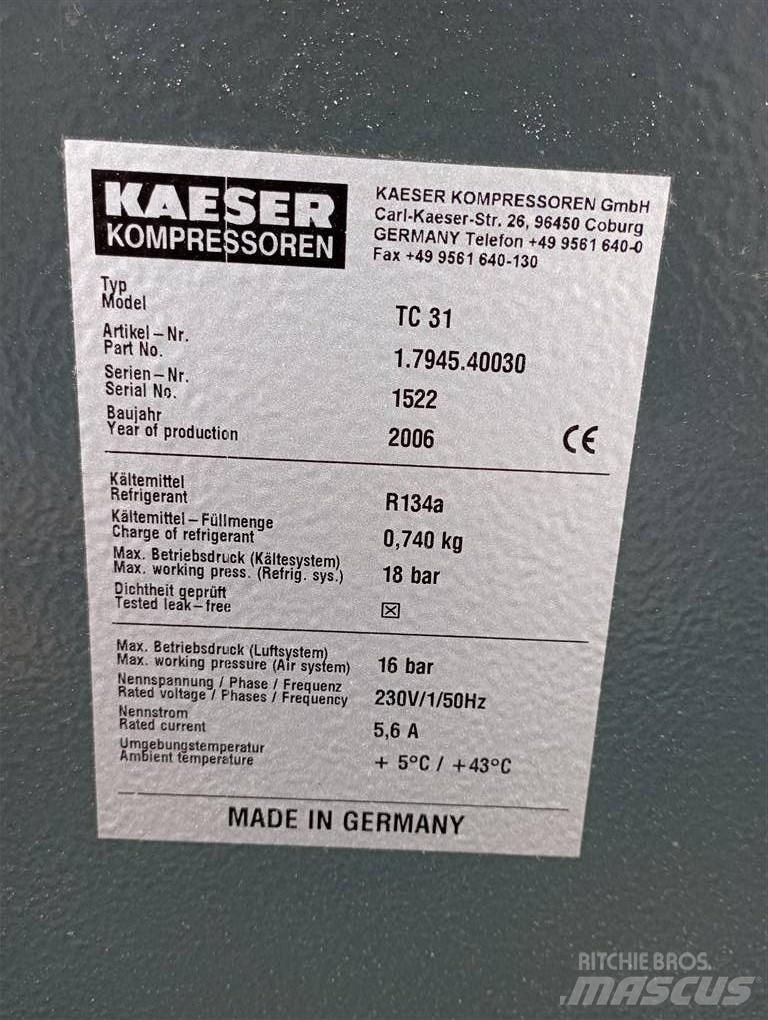 KAESER
KOMPRESSOREN
KAESER KOMPRESSOREN GmbH
Carl-Kaeser-Str. 26, 96450 Coburg
GERMANY Telefon +49 9561 640-0
Fax +49 9561 640-130
Typ
Model TC 31
Artikel – Nr.
Part No. 1.7945.40030
Serien – Nr.
Serial No. 1522
Baujahr
Year of production 2006 CE
Kältemittel
Refrigerant R134a
Kältemittel – Füllmenge
Charge of refrigerant 0,740 kg
Max. Betriebsdruck (Kältesystem)
Max. working press. (Refrig. sys.) 18 bar
Dichtheit geprüft
Tested leak–free ☒
Max. Betriebsdruck (Luftsystem)
Max. working pressure (Air system) 16 bar
Nennspannung / Phase / Frequenz
Rated voltage / Phases / Frequency 230V/1/50Hz
Nennstrom
Rated current 5,6 A
Umgebungstemperatur
Ambient temperature + 5°C / +43°C
MADE IN GERMANY
RITCHIE BROS.
MASCUS